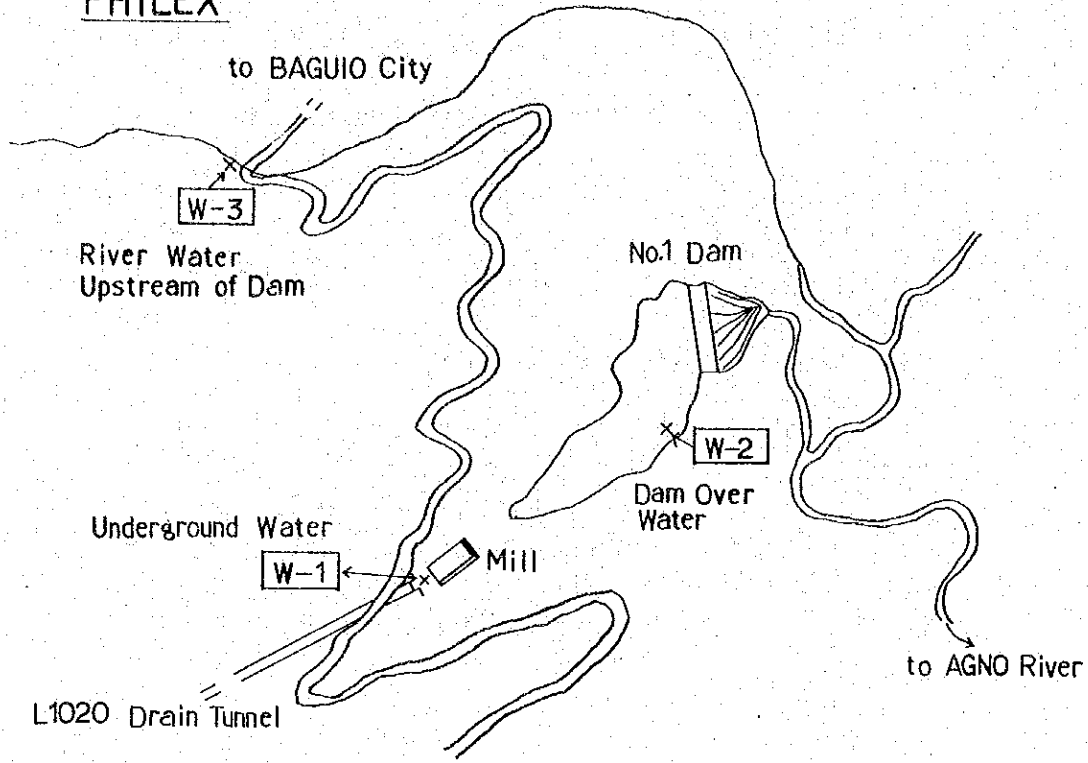 PHILEX
to BAGUIO City
W-3
River Water
Upstream of Dam
No.1 Dam
W-2
Dam Over
Water
Underground Water
W-1
Mill
to AGNO River
L1020 Drain Tunnel